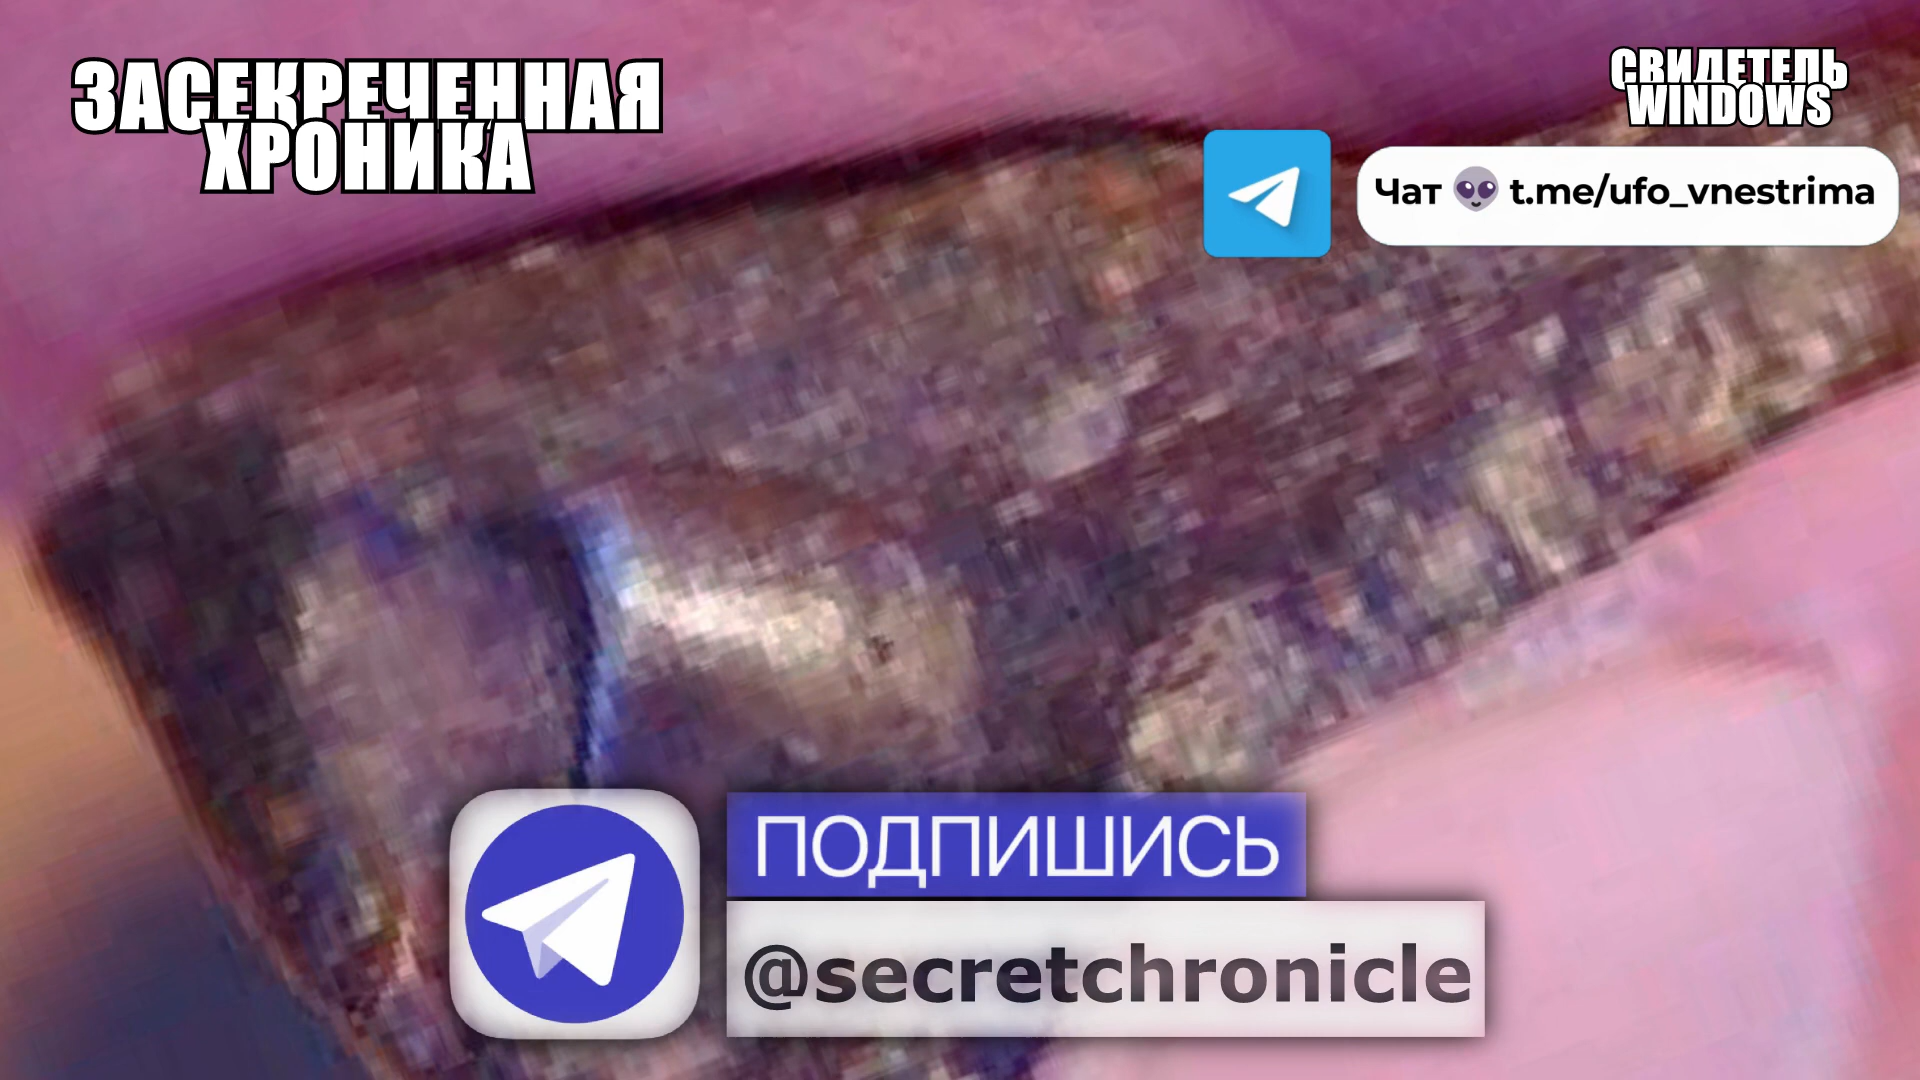 ЗАСЕКРЕЧЕННАЯ
ХРОНИКА
СВИДЕТЕЛЬ
WINDOWS
Чат 👽 t.me/ufo_vnestrima
ПОДПИШИСЬ
@secretchronicle